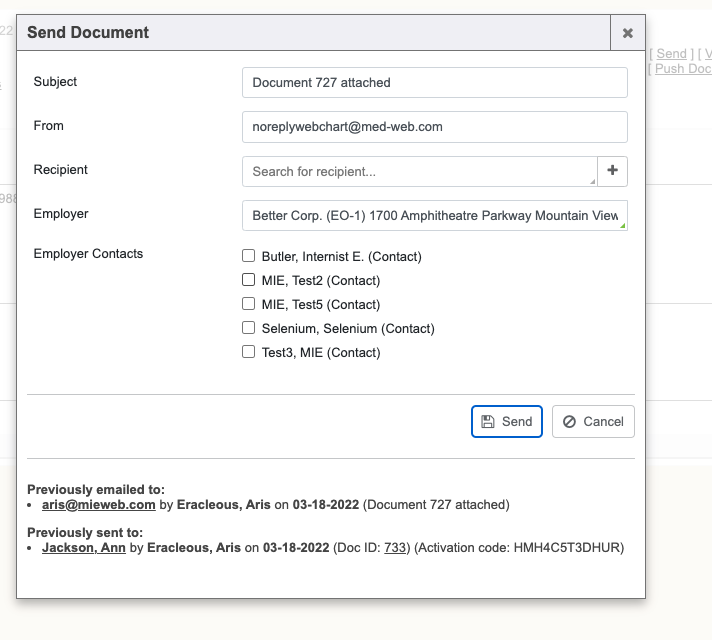 Send Document
22
[ Send ] [ V
[ Push Doc
Subject
Document 727 attached
From
noreplywebchart@med-web.com
Recipient
Search for recipient...
988
Employer
Better Corp. (EO-1) 1700 Amphitheatre Parkway Mountain View
Employer Contacts
Butler, Internist E. (Contact)
MIE, Test2 (Contact)
MIE, Test5 (Contact)
Selenium, Selenium (Contact)
Test3, MIE (Contact)
Send
Cancel
Previously emailed to:
• aris@mieweb.com by Eracleous, Aris on 03-18-2022 (Document 727 attached)
Previously sent to:
• Jackson, Ann by Eracleous, Aris on 03-18-2022 (Doc ID: 733) (Activation code: HMH4C5T3DHUR)